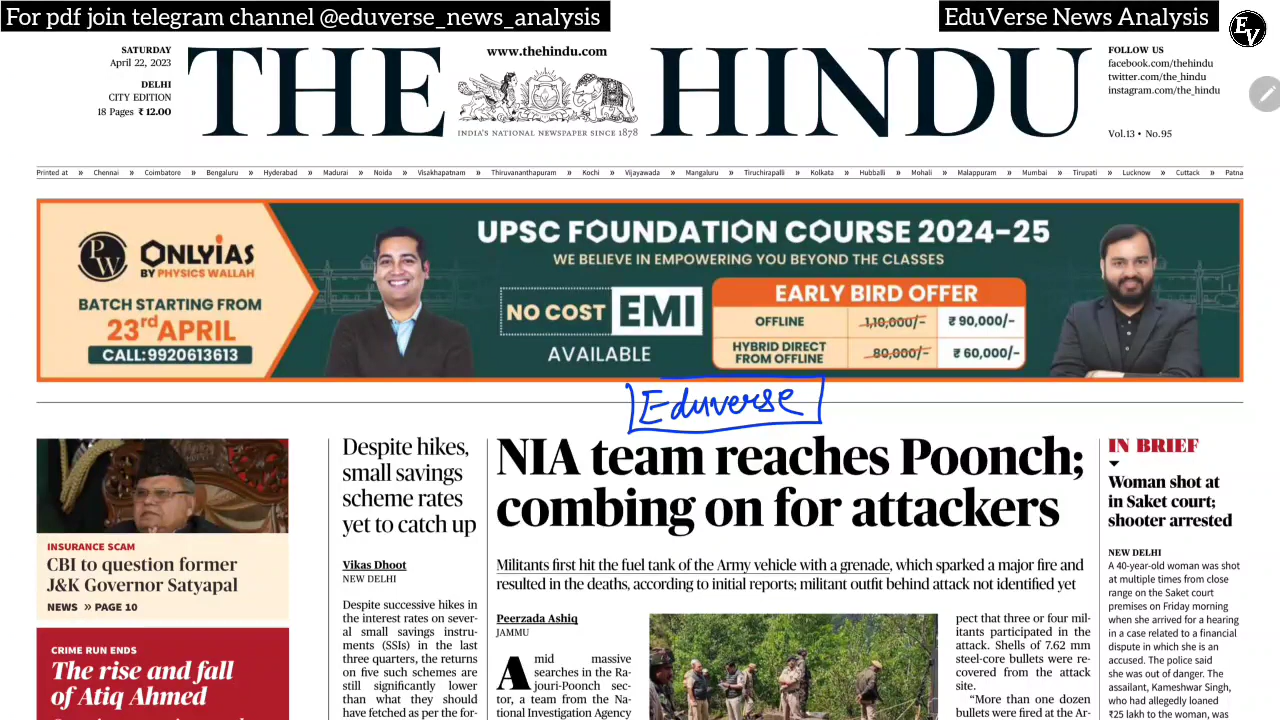 For pdf join telegram channel @eduverse_news_analysis
EduVerse News Analysis
EV
SATURDAY
April 22, 2023
DELHI
CITY EDITION
18 Pages ₹ 12.00
THE HINDU
www.thehindu.com
INDIA'S NATIONAL NEWSPAPER SINCE 1878
FOLLOW US
facebook.com/thehindu
twitter.com/the_hindu
instagram.com/the_hindu
Vol.13 • No.95
Printed at » Chennai » Coimbatore » Bengaluru » Hyderabad » Madurai » Noida » Visakhapatnam » Thiruvananthapuram » Kochi » Vijayawada » Mangaluru » Tiruchirapalli » Kolkata » Hubballi » Mohali » Malappuram » Mumbai » Tirupati » Lucknow » Cuttack » Patna
PW
ONLYIAS
BY PHYSICS WALLAH
BATCH STARTING FROM
23rd APRIL
CALL:9920613613
UPSC FOUNDATION COURSE 2024-25
WE BELIEVE IN EMPOWERING YOU BEYOND THE CLASSES
NO COST EMI
AVAILABLE
EARLY BIRD OFFER
OFFLINE 1,10,000/- ₹ 90,000/-
HYBRID DIRECT
FROM OFFLINE 80,000/- ₹ 60,000/-
Eduverse
INSURANCE SCAM
CBI to question former
J&K Governor Satyapal
NEWS » PAGE 10
CRIME RUN ENDS
The rise and fall
of Atiq Ahmed
Despite hikes,
small savings
scheme rates
yet to catch up
Vikas Dhoot
NEW DELHI
Despite successive hikes in
the interest rates on sever-
al small savings instru-
ments (SSIs) in the last
three quarters, the returns
on five such schemes are
still significantly lower
than what they should
have fetched as per the for-
NIA team reaches Poonch;
combing on for attackers
Militants first hit the fuel tank of the Army vehicle with a grenade, which sparked a major fire and
resulted in the deaths, according to initial reports; militant outfit behind attack not identified yet
Peerzada Ashiq
JAMMU
Amid massive
searches in the Ra-
jouri-Poonch sec-
tor, a team from the Na-
tional Investigation Agency
pect that three or four mil-
itants participated in the
attack. Shells of 7.62 mm
steel-core bullets were re-
covered from the attack
site.
"More than one dozen
bullets were fired at the Ar-
IN BRIEF
Woman shot at
in Saket court;
shooter arrested
NEW DELHI
A 40-year-old woman was shot
at multiple times from close
range on the Saket court
premises on Friday morning
when she arrived for a hearing
in a case related to a financial
dispute in which she is an
accused. The police said
she was out of danger. The
assailant, Kameshwar Singh,
who had allegedly loaned
₹25 lakh to the woman, was